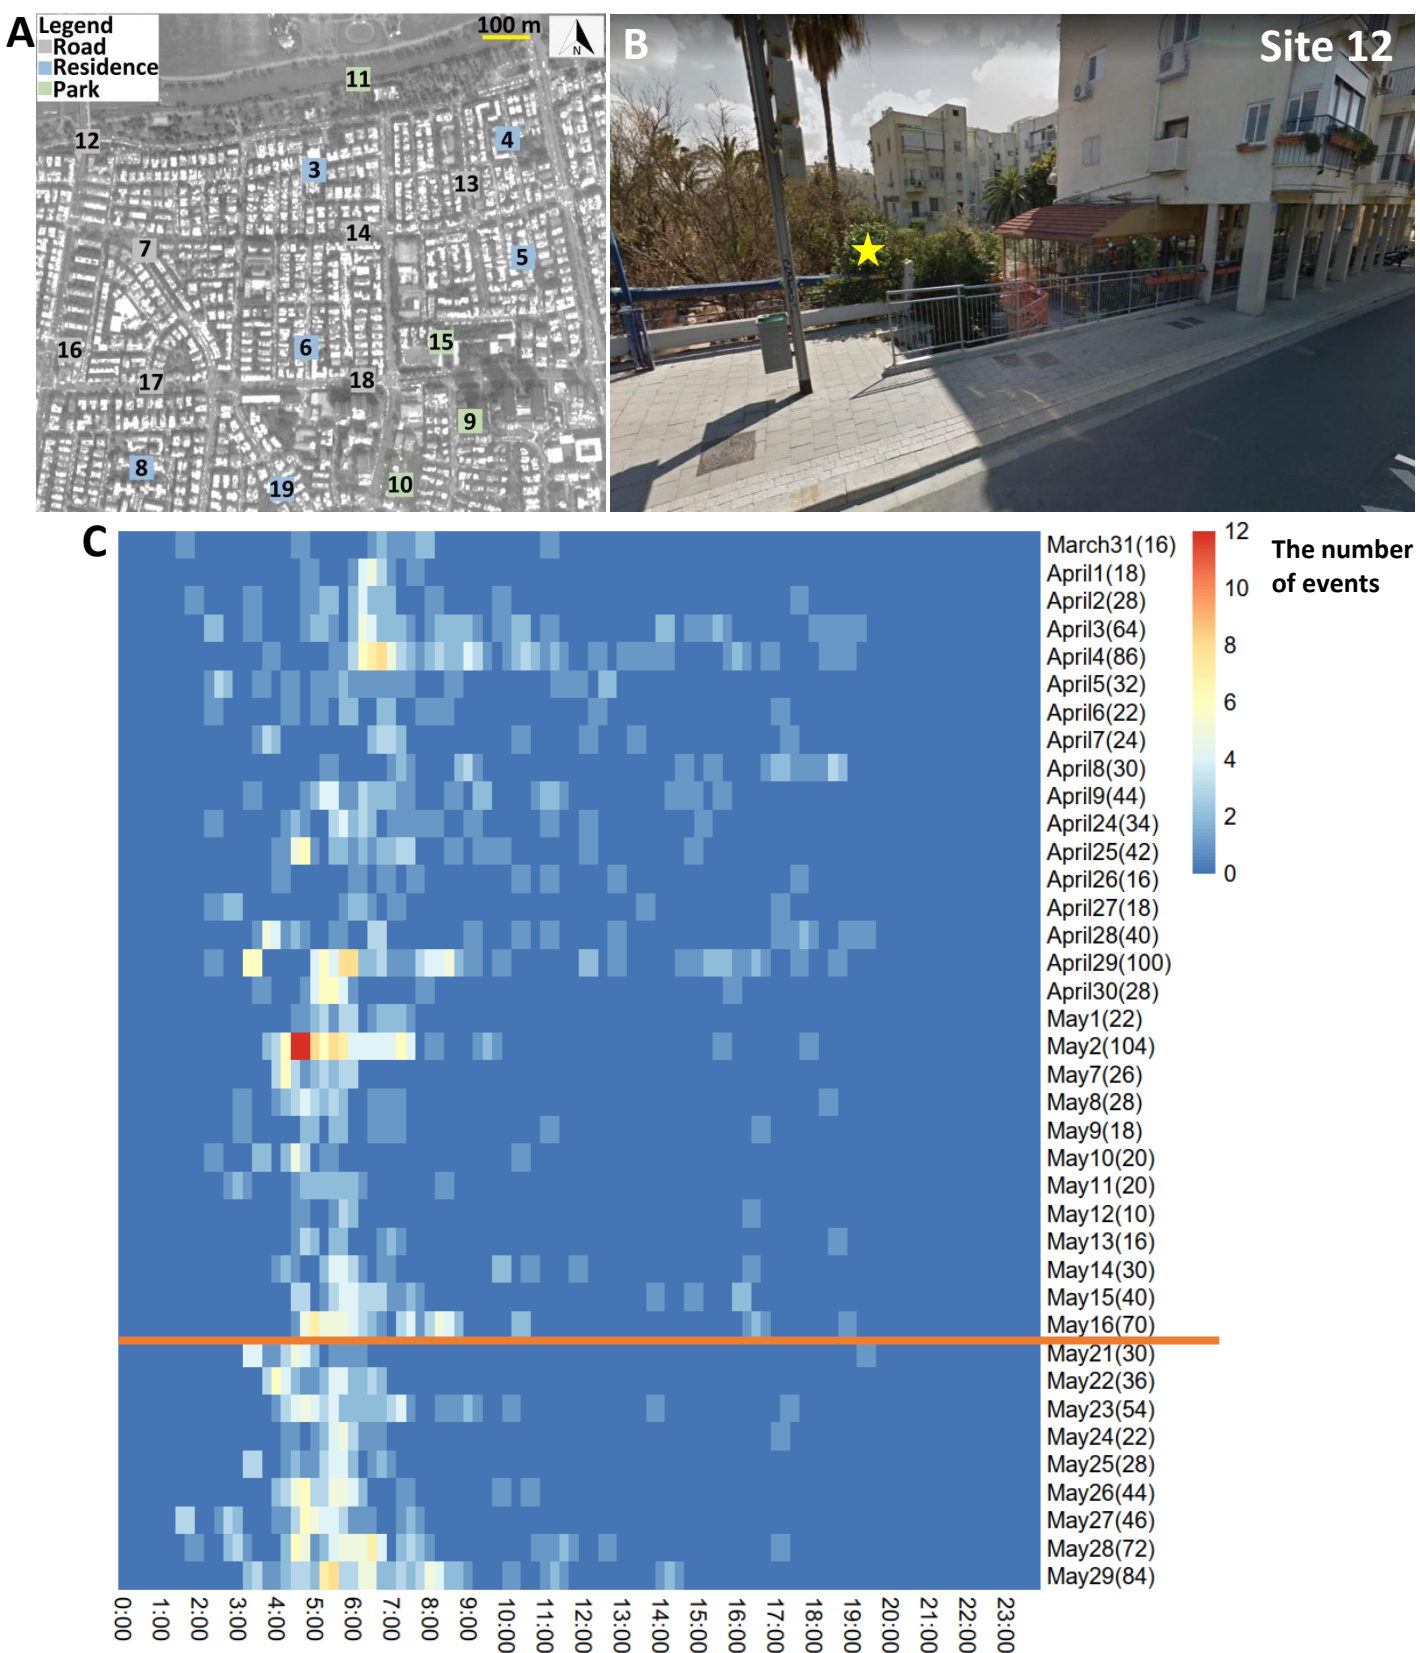 A
Legend
Road
Residence
Park
100 m
N
11
12
4
3
13
14
7
5
15
6
16
17
18
9
8
19
10
B
Site 12
C
March31(16)
April1(18)
April2(28)
April3(64)
April4(86)
April5(32)
April6(22)
April7(24)
April8(30)
April9(44)
April24(34)
April25(42)
April26(16)
April27(18)
April28(40)
April29(100)
April30(28)
May1(22)
May2(104)
May7(26)
May8(28)
May9(18)
May10(20)
May11(20)
May12(10)
May13(16)
May14(30)
May15(40)
May16(70)
May21(30)
May22(36)
May23(54)
May24(22)
May25(28)
May26(44)
May27(46)
May28(72)
May29(84)
12
10
8
6
4
2
0
The number
of events
0:00
1:00
2:00
3:00
4:00
5:00
6:00
7:00
8:00
9:00
10:00
11:00
12:00
13:00
14:00
15:00
16:00
17:00
18:00
19:00
20:00
21:00
22:00
23:00